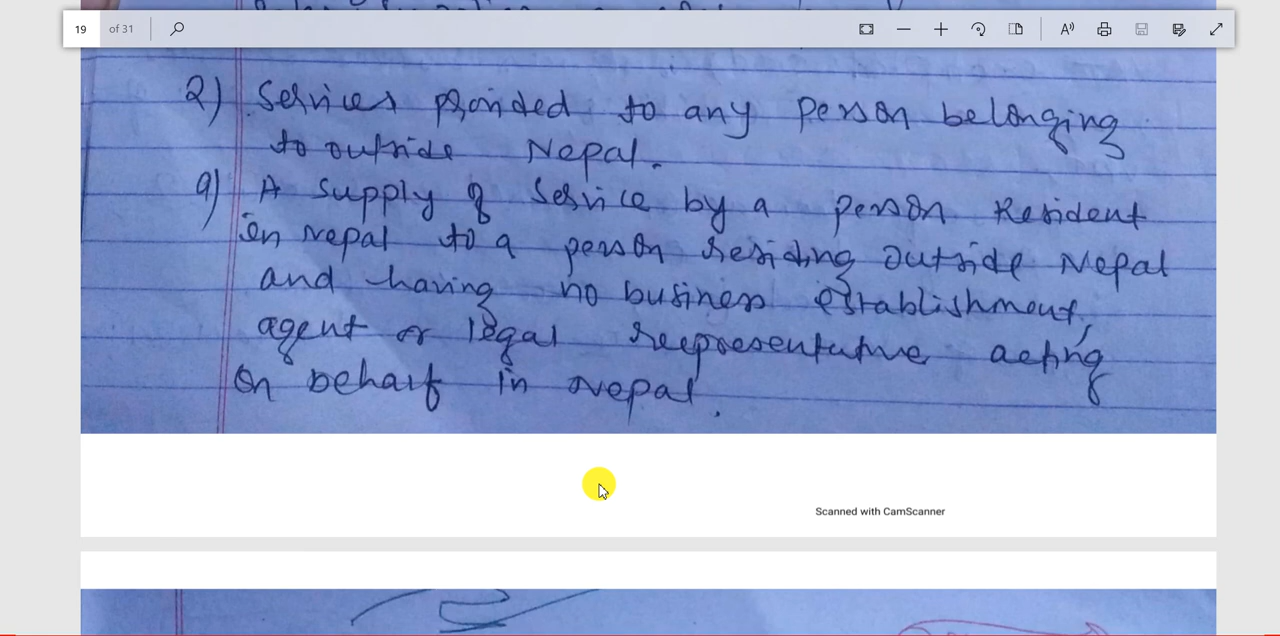 19 of 31
2) Services provided to any person belonging
to outside Nepal.
a) A supply of service by a person Resident
in nepal to a person residing outside Nepal
and having no business establishment,
agent or legal reepresentative acting
On behalf in nepal.
Scanned with CamScanner